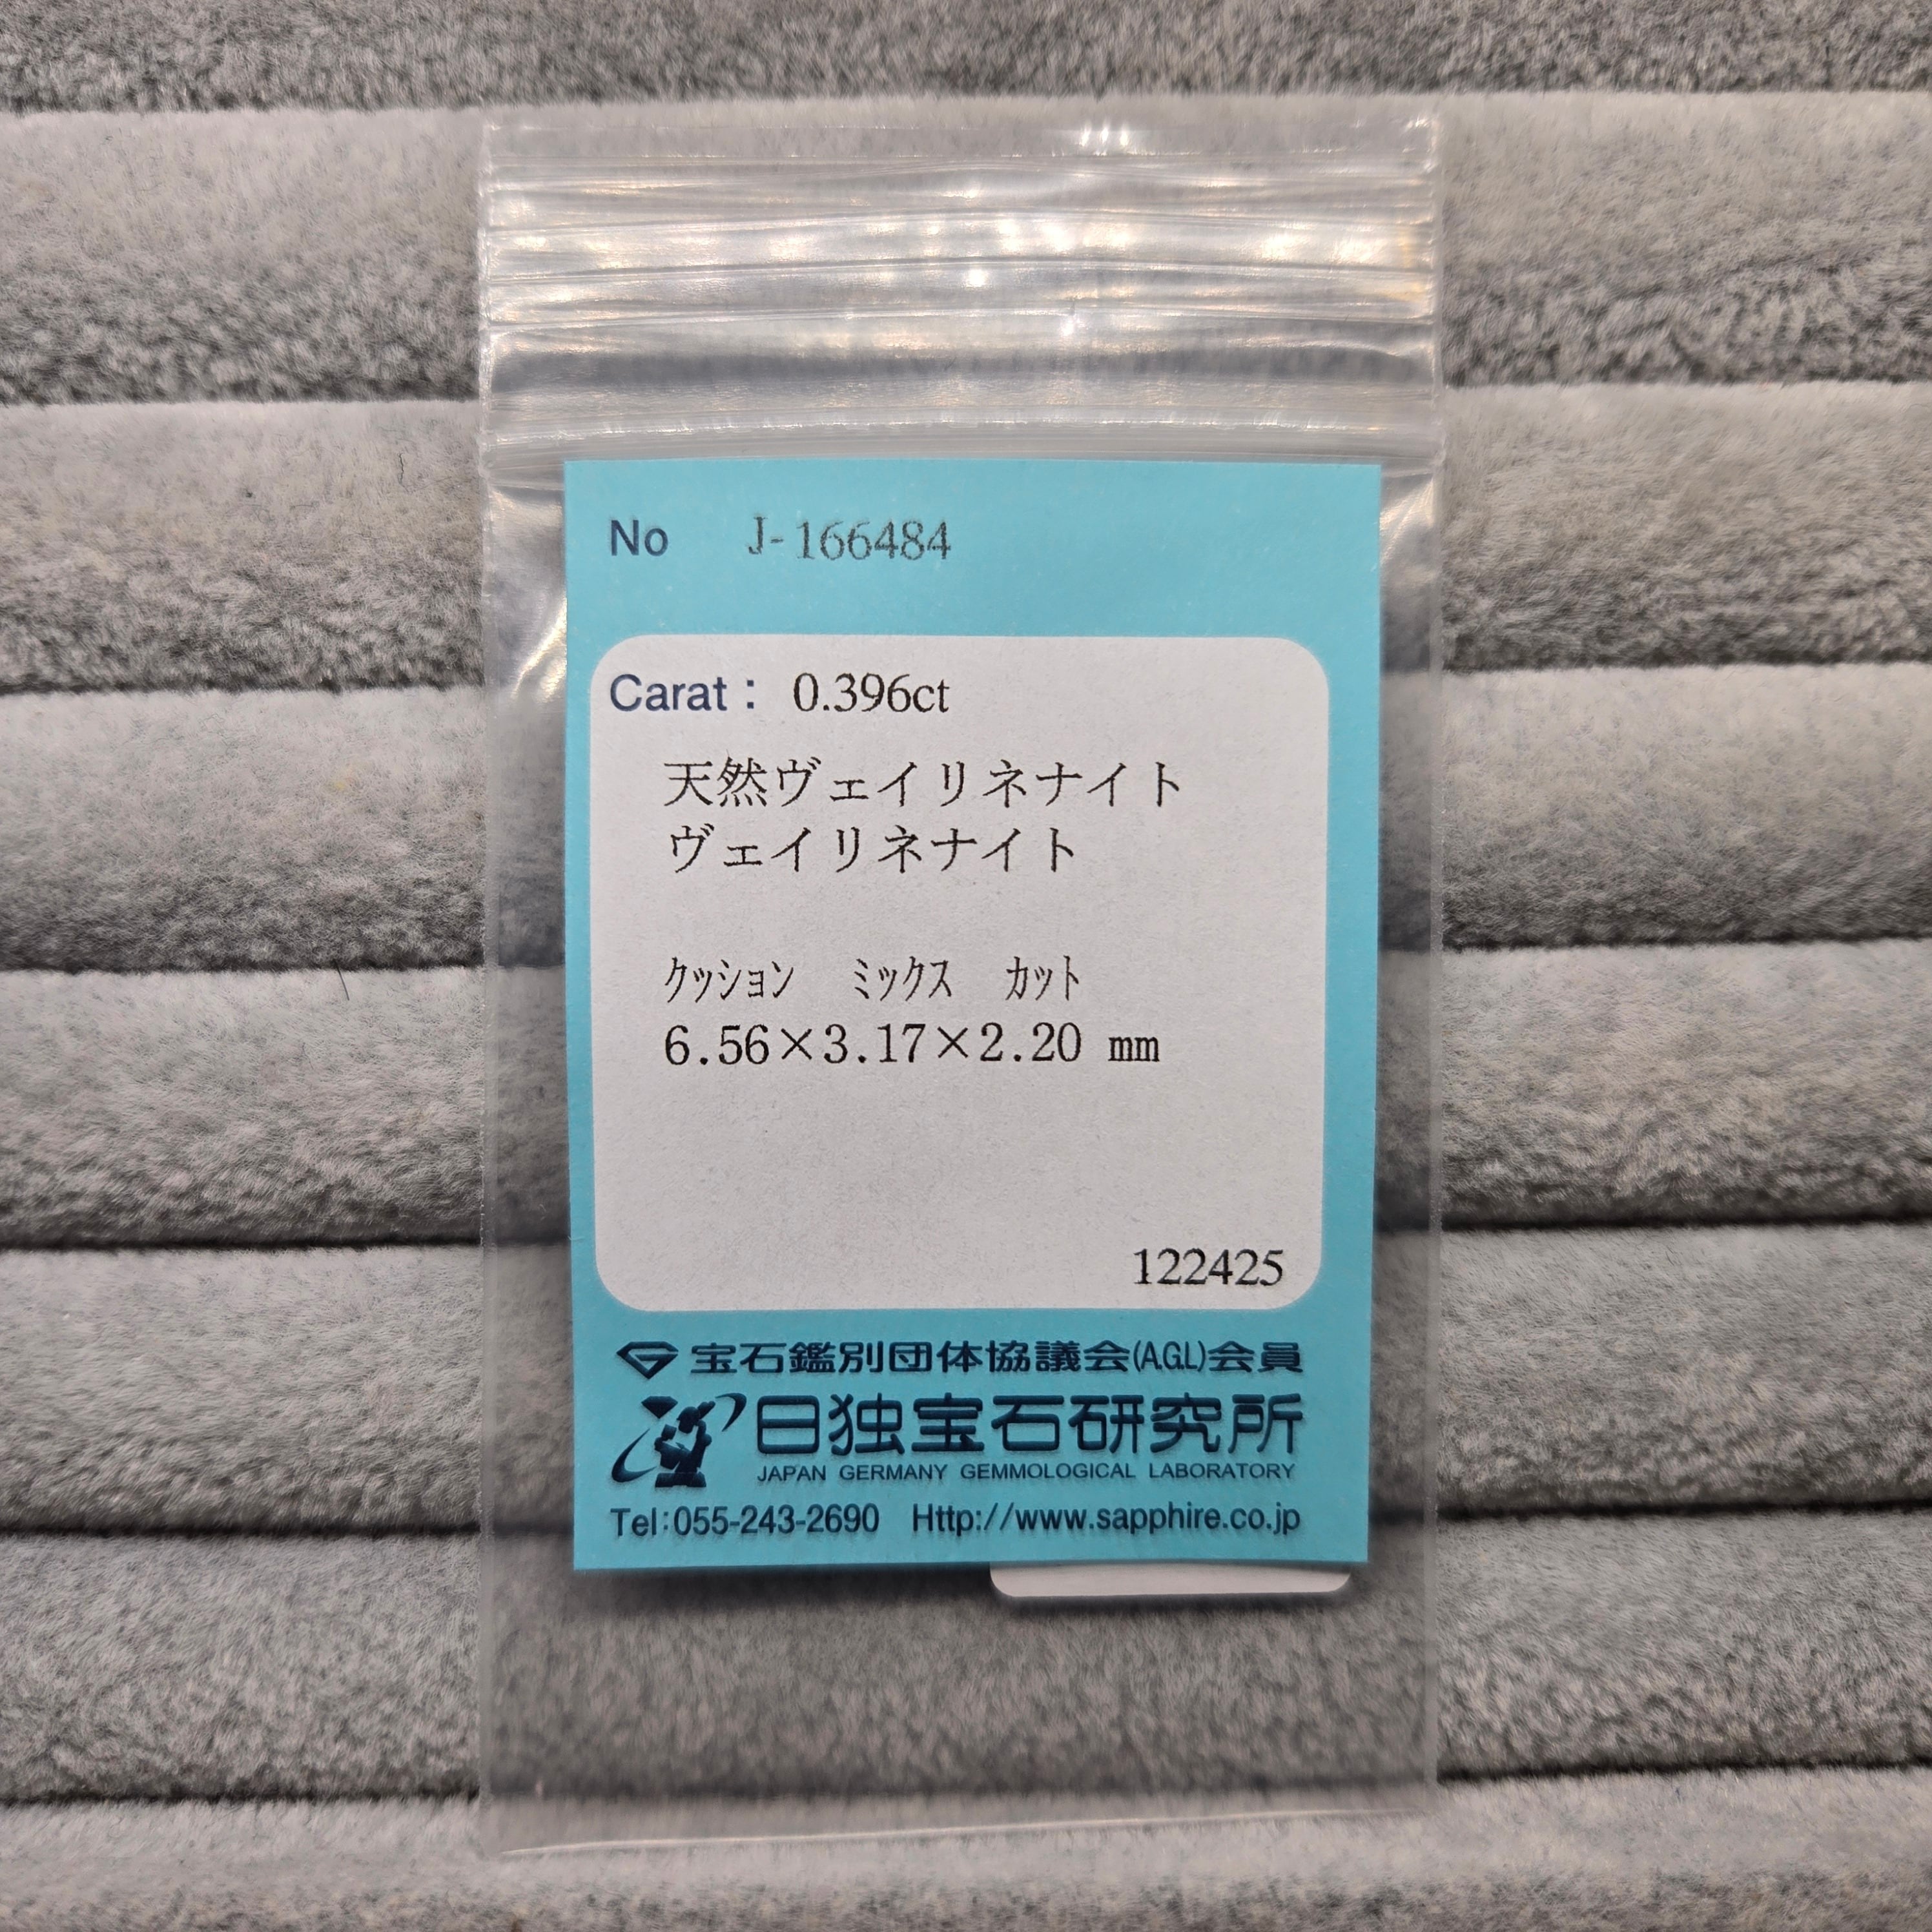 No J-166484
Carat： 0.396ct
天然ヴェイリネナイト
ヴェイリネナイト
ｸｯｼｮﾝ ﾐｯｸｽ ｶｯﾄ
6.56×3.17×2.20 mm
122425
宝石鑑別団体協議会(A.G.L)会員
日独宝石研究所
JAPAN GERMANY GEMMOLOGICAL LABORATORY
Tel:055-243-2690 Http://www.sapphire.co.jp